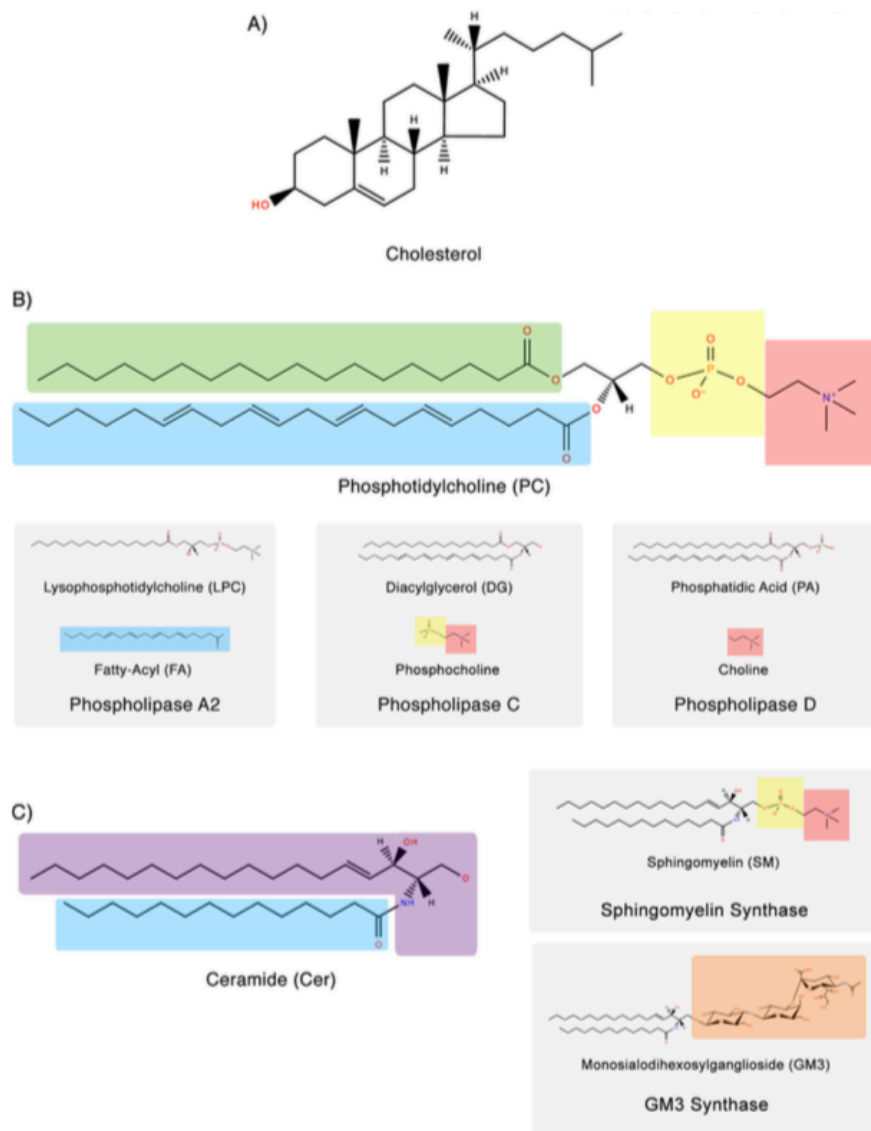 A)
H
H
H
H
H
HO
Cholesterol
B)
O
O
O
P
O
O
O⁻
N⁺
O
H
O
Phosphotidylcholine (PC)
Lysophosphotidylcholine (LPC)
Diacylglycerol (DG)
Phosphatidic Acid (PA)
Fatty-Acyl (FA)
Phosphocholine
Choline
Phospholipase A2
Phospholipase C
Phospholipase D
C)
H
OH
O
NH
H
O
Ceramide (Cer)
Sphingomyelin (SM)
Sphingomyelin Synthase
Monosialodihexosylganglioside (GM3)
GM3 Synthase